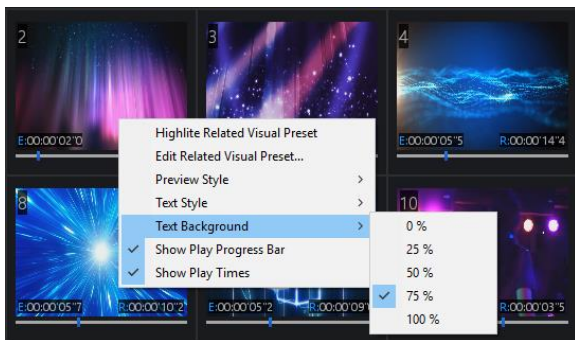 2
3
4
E:00:00'02"0
E:00:00'05"5
R:00:00'14"4
Highlite Related Visual Preset
Edit Related Visual Preset...
Preview Style
Text Style
Text Background
Show Play Progress Bar
Show Play Times
0 %
25 %
50 %
75 %
100 %
8
10
E:00:00'05"7
R:00:00'10"2
E:00:00'05"2
R:00:00'09"
R:00:00'03"5